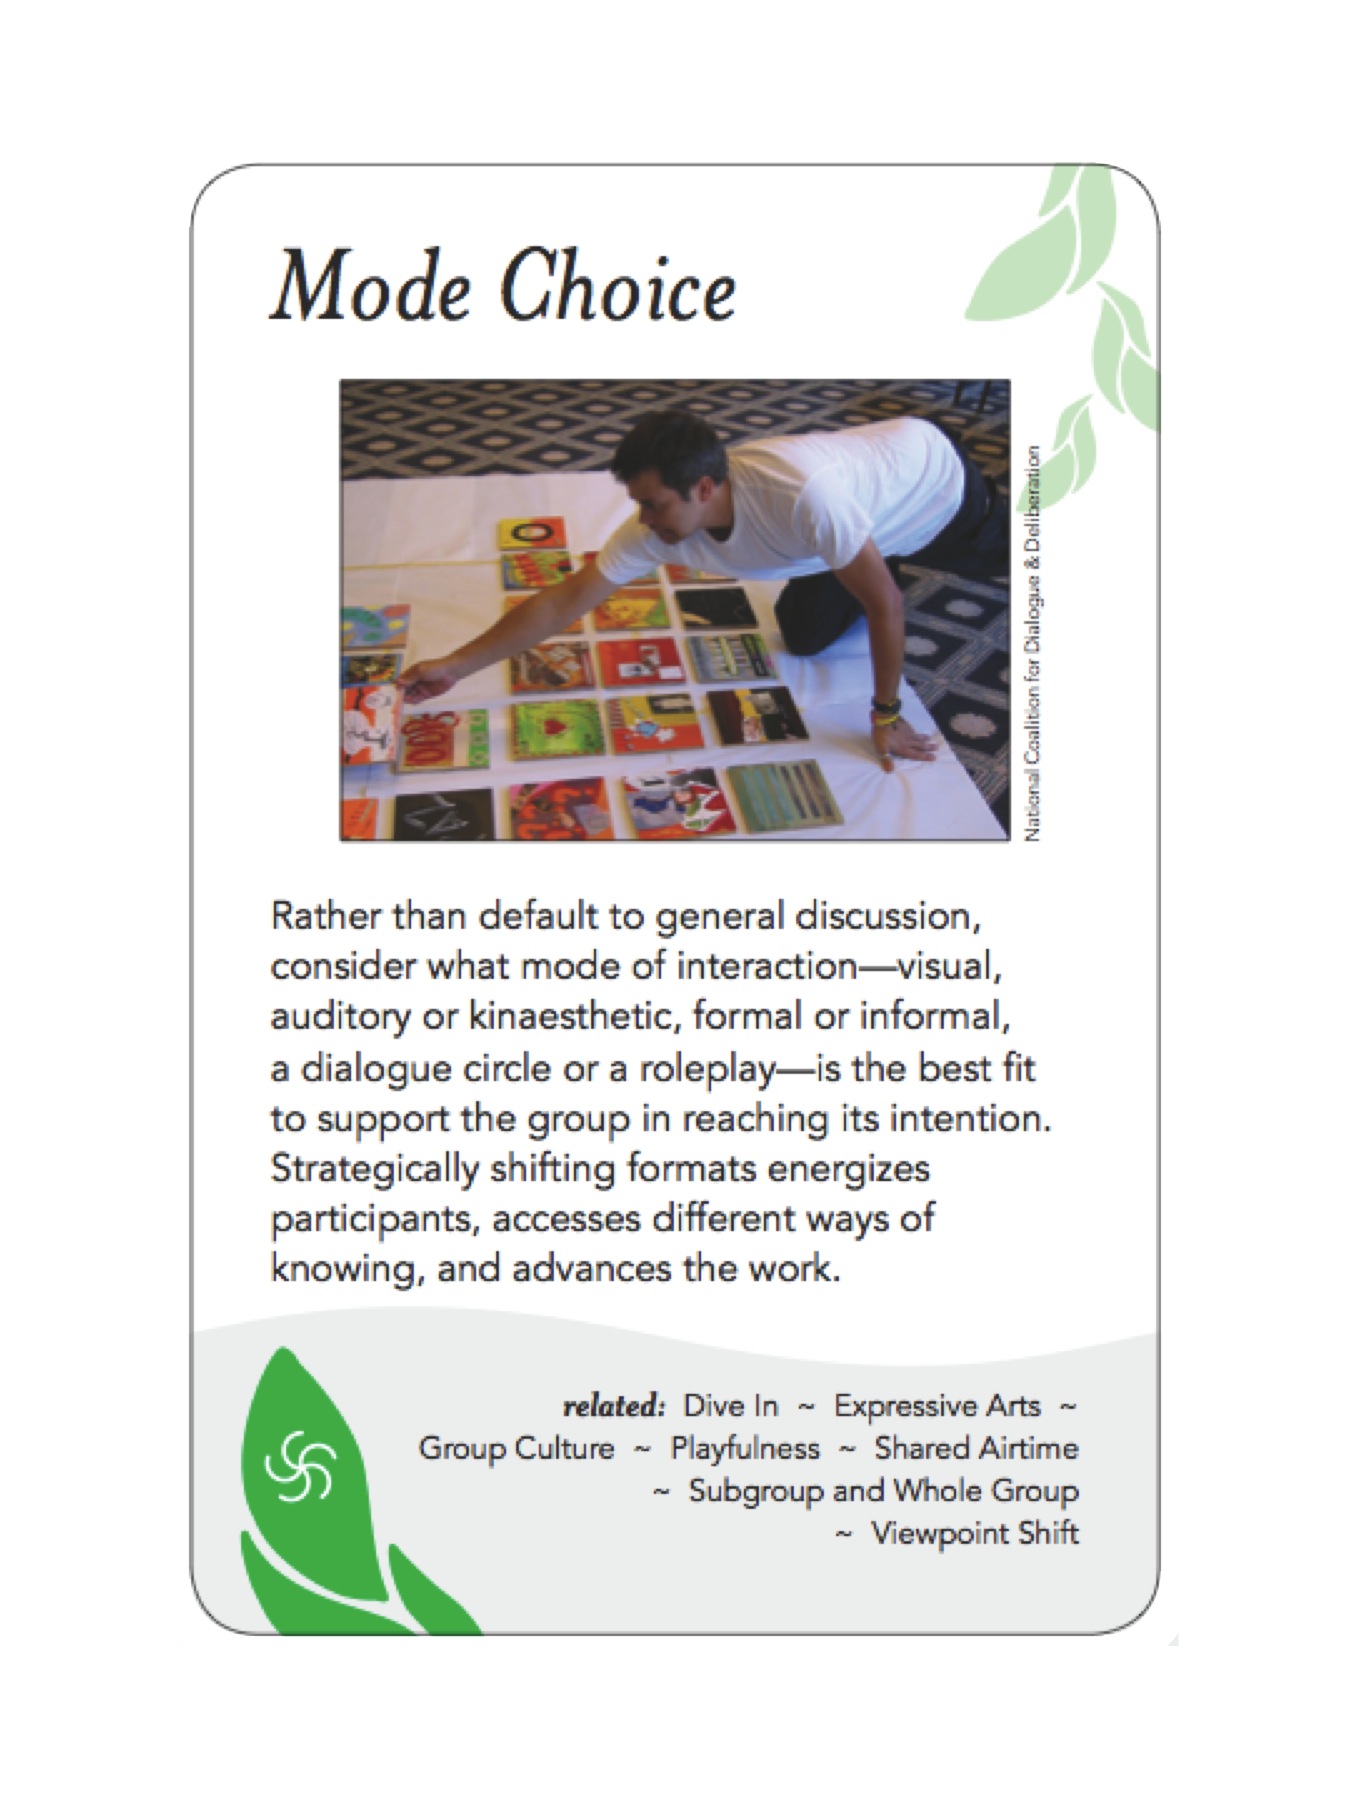 Mode Choice
National Coalition for Dialogue & Deliberation
Rather than default to general discussion,
consider what mode of interaction—visual,
auditory or kinaesthetic, formal or informal,
a dialogue circle or a roleplay—is the best fit
to support the group in reaching its intention.
Strategically shifting formats energizes
participants, accesses different ways of
knowing, and advances the work.
related: Dive In ~ Expressive Arts ~
Group Culture ~ Playfulness ~ Shared Airtime
~ Subgroup and Whole Group
~ Viewpoint Shift